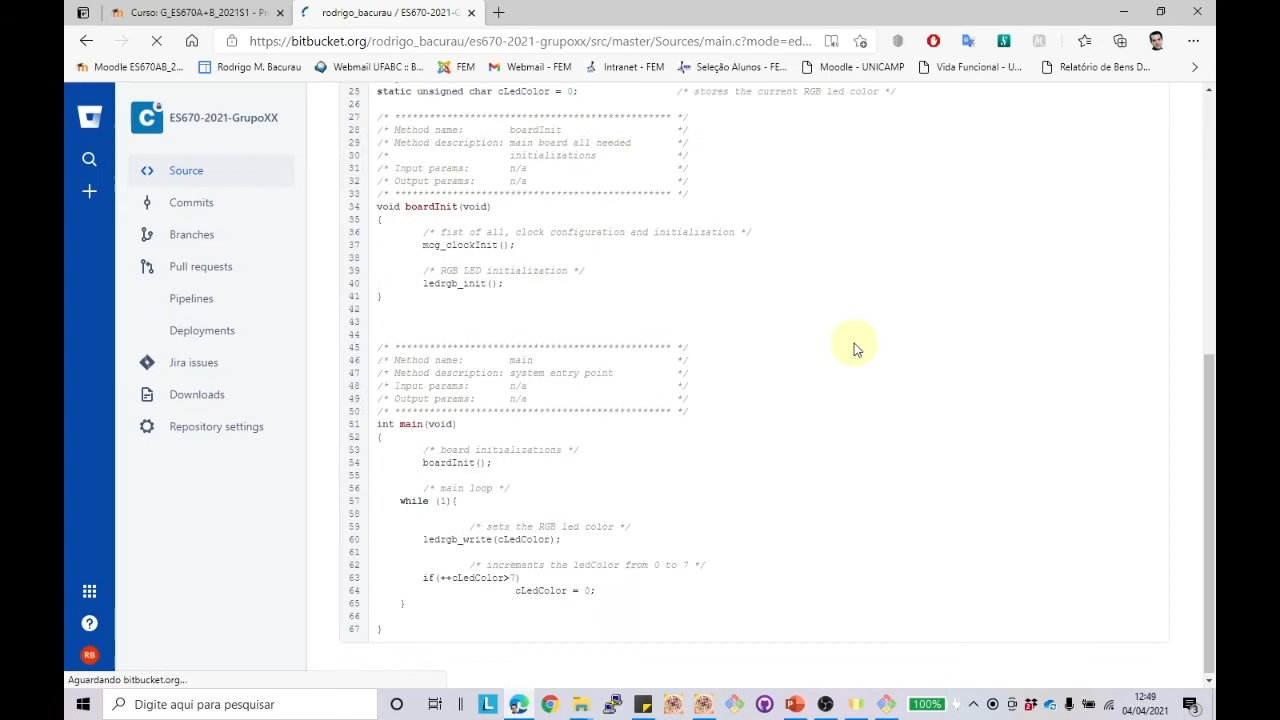 Curso: G_ES670A+B_2021S1 - Pr
rodrigo_bacurau / ES670-2021-G
https://bitbucket.org/rodrigo_bacurau/es670-2021-grupoxx/src/master/Sources/main.c?mode=ed...
Moodle ES670AB_2...
Rodrigo M. Bacurau
Webmail UFABC :: B...
FEM
Webmail - FEM
Intranet - FEM
Seleção Alunos - FE...
Moodle - UNICAMP
Vida Funcional - U...
Relatório de Bens D...
ES670-2021-GrupoXX
Source
Commits
Branches
Pull requests
Pipelines
Deployments
Jira issues
Downloads
Repository settings
RB
25 static unsigned char cLedColor = 0; /* stores the current RGB led color */
26
27 /* ************************************************ */
28 /* Method name: boardInit */
29 /* Method description: main board all needed */
30 /* initializations */
31 /* Input params: n/a */
32 /* Output params: n/a */
33 /* ************************************************ */
34 void boardInit(void)
35 {
36 /* fist of all, clock configuration and initialization */
37 mcg_clockInit();
38
39 /* RGB LED initialization */
40 ledrgb_init();
41 }
42
43
44
45 /* ************************************************ */
46 /* Method name: main */
47 /* Method description: system entry point */
48 /* Input params: n/a */
49 /* Output params: n/a */
50 /* ************************************************ */
51 int main(void)
52 {
53 /* board initializations */
54 boardInit();
55
56 /* main loop */
57 while (1){
58
59 /* sets the RGB led color */
60 ledrgb_write(cLedColor);
61
62 /* increments the ledColor from 0 to 7 */
63 if(++cLedColor>7)
64 cLedColor = 0;
65 }
66
67 }
Aguardando bitbucket.org...
Digite aqui para pesquisar
100%
12:49
04/04/2021